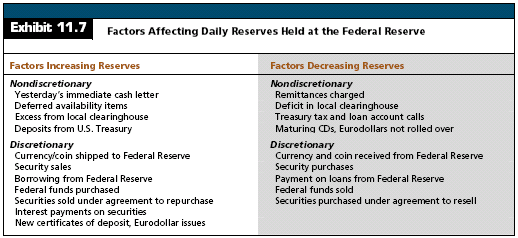 Exhibit 11.7 Factors Affecting Daily Reserves Held at the Federal Reserve
Factors Increasing Reserves
Nondiscretionary
Yesterday's immediate cash letter
Deferred availability items
Excess from local clearinghouse
Deposits from U.S. Treasury
Discretionary
Currency/coin shipped to Federal Reserve
Security sales
Borrowing from Federal Reserve
Federal funds purchased
Securities sold under agreement to repurchase
Interest payments on securities
New certificates of deposit, Eurodollar issues
Factors Decreasing Reserves
Nondiscretionary
Remittances charged
Deficit in local clearinghouse
Treasury tax and loan account calls
Maturing CDs, Eurodollars not rolled over
Discretionary
Currency and coin received from Federal Reserve
Security purchases
Payment on loans from Federal Reserve
Federal funds sold
Securities purchased under agreement to resell